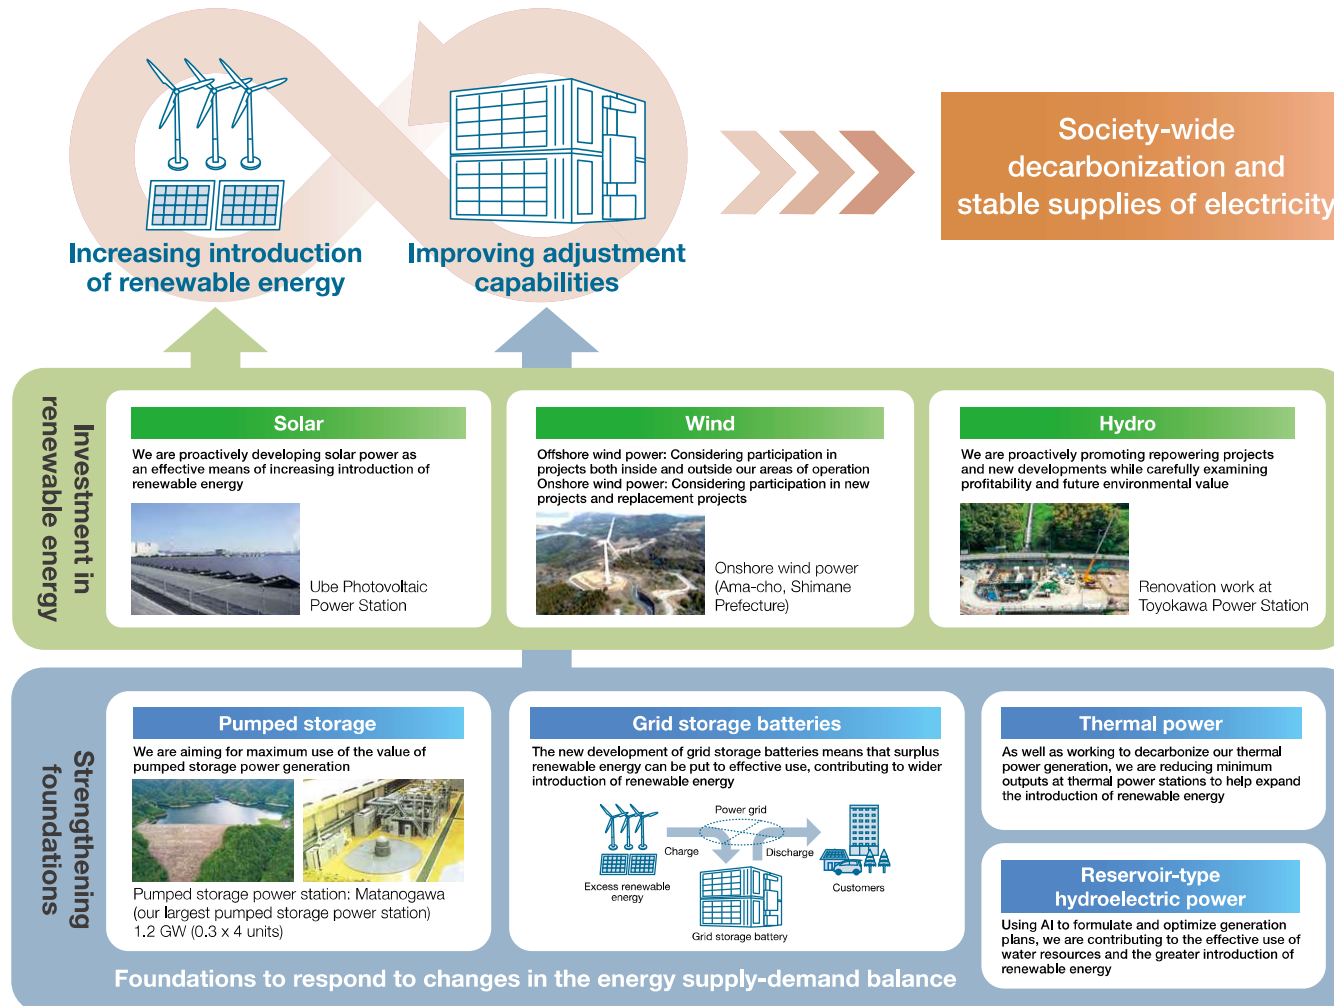 Increasing introduction
of renewable energy
Improving adjustment
capabilities
Society-wide
decarbonization and
stable supplies of electricity
Investment in
renewable energy
Solar
We are proactively developing solar power as
an effective means of increasing introduction of
renewable energy
Ube Photovoltaic
Power Station
Wind
Offshore wind power: Considering participation in
projects both inside and outside our areas of operation
Onshore wind power: Considering participation in new
projects and replacement projects
Onshore wind power
(Ama-cho, Shimane
Prefecture)
Hydro
We are proactively promoting repowering projects
and new developments while carefully examining
profitability and future environmental value
Renovation work at
Toyokawa Power Station
Strengthening
foundations
Pumped storage
We are aiming for maximum use of the value of
pumped storage power generation
Pumped storage power station: Matanogawa
(our largest pumped storage power station)
1.2 GW (0.3 x 4 units)
Grid storage batteries
The new development of grid storage batteries means that surplus
renewable energy can be put to effective use, contributing to wider
introduction of renewable energy
Power grid
Charge
Discharge
Excess renewable
energy
Customers
Grid storage battery
Thermal power
As well as working to decarbonize our thermal
power generation, we are reducing minimum
outputs at thermal power stations to help expand
the introduction of renewable energy
Reservoir-type
hydroelectric power
Using AI to formulate and optimize generation
plans, we are contributing to the effective use of
water resources and the greater introduction of
renewable energy
Foundations to respond to changes in the energy supply-demand balance